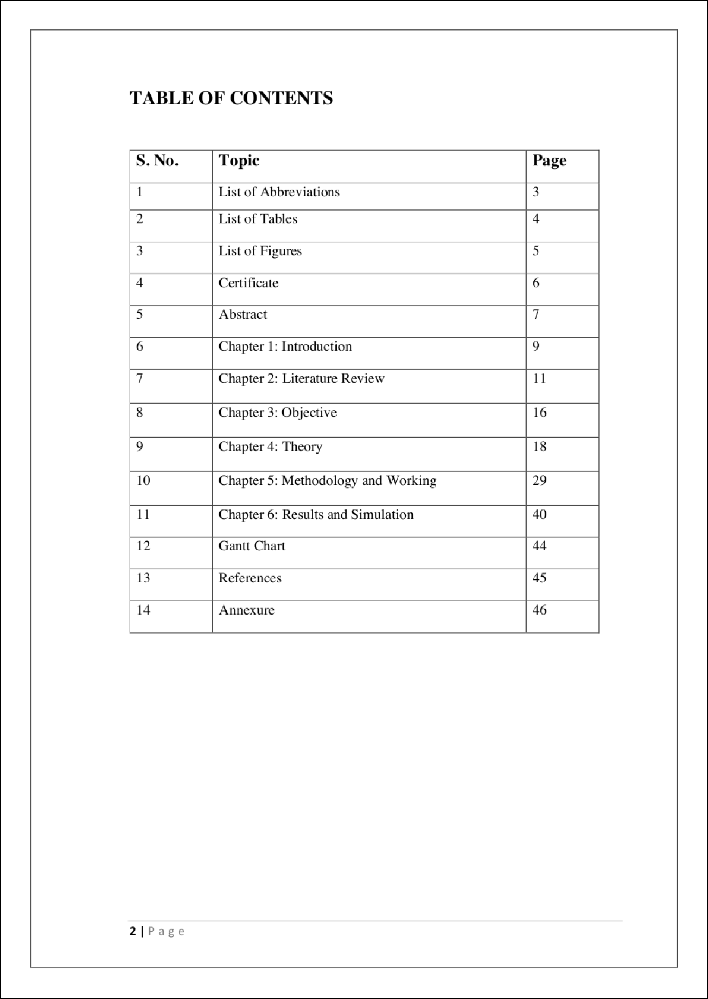 TABLE OF CONTENTS
S. No. Topic Page
1 List of Abbreviations 3
2 List of Tables 4
3 List of Figures 5
4 Certificate 6
5 Abstract 7
6 Chapter 1: Introduction 9
7 Chapter 2: Literature Review 11
8 Chapter 3: Objective 16
9 Chapter 4: Theory 18
10 Chapter 5: Methodology and Working 29
11 Chapter 6: Results and Simulation 40
12 Gantt Chart 44
13 References 45
14 Annexure 46
2 | P a g e